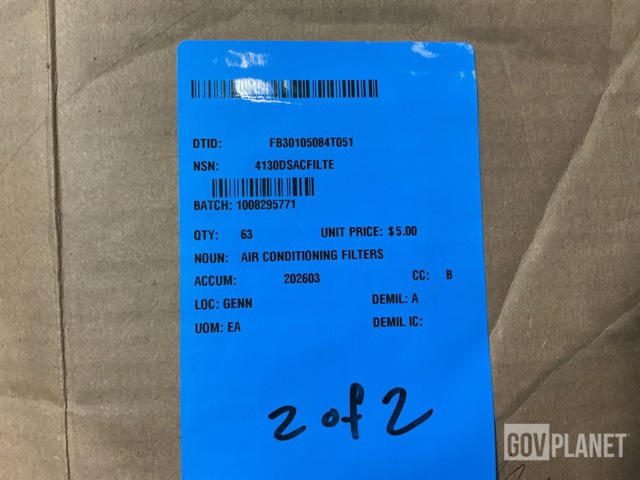 DTID: FB30105084T051
NSN: 4130DSACFILTE
BATCH: 1008295771
QTY: 63 UNIT PRICE: $5.00
NOUN: AIR CONDITIONING FILTERS
ACCUM: 202603 CC: B
LOC: GENN DEMIL: A
UOM: EA DEMIL IC:
2 of 2
GOVPLANET